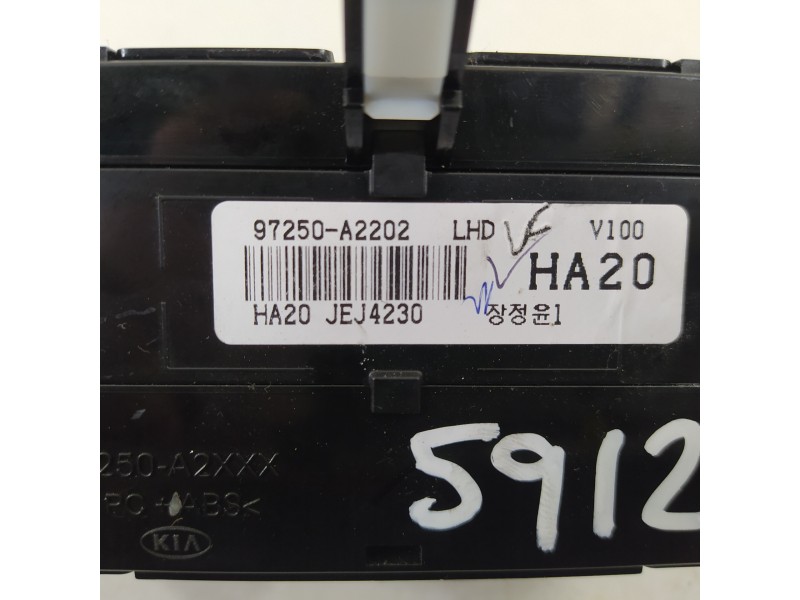 97250-A2202 LHD V100
HA20
HA20 JEJ4230 장정윤1
250-A2XXX
PC+ABS<
KIA
5912